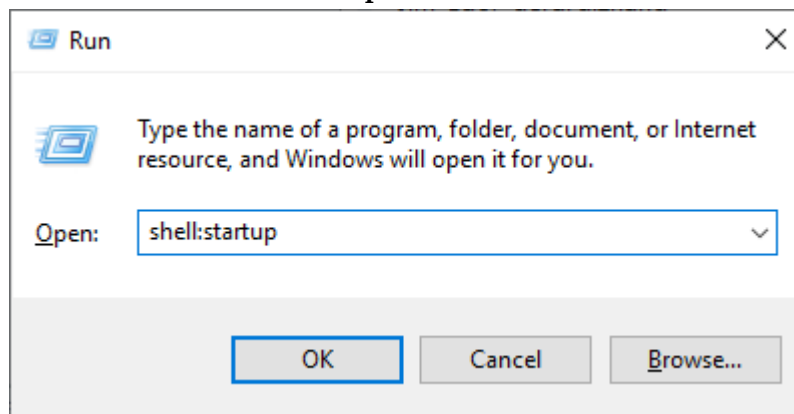 Run
Type the name of a program, folder, document, or Internet
resource, and Windows will open it for you.
Open: shell:startup
OK Cancel Browse...